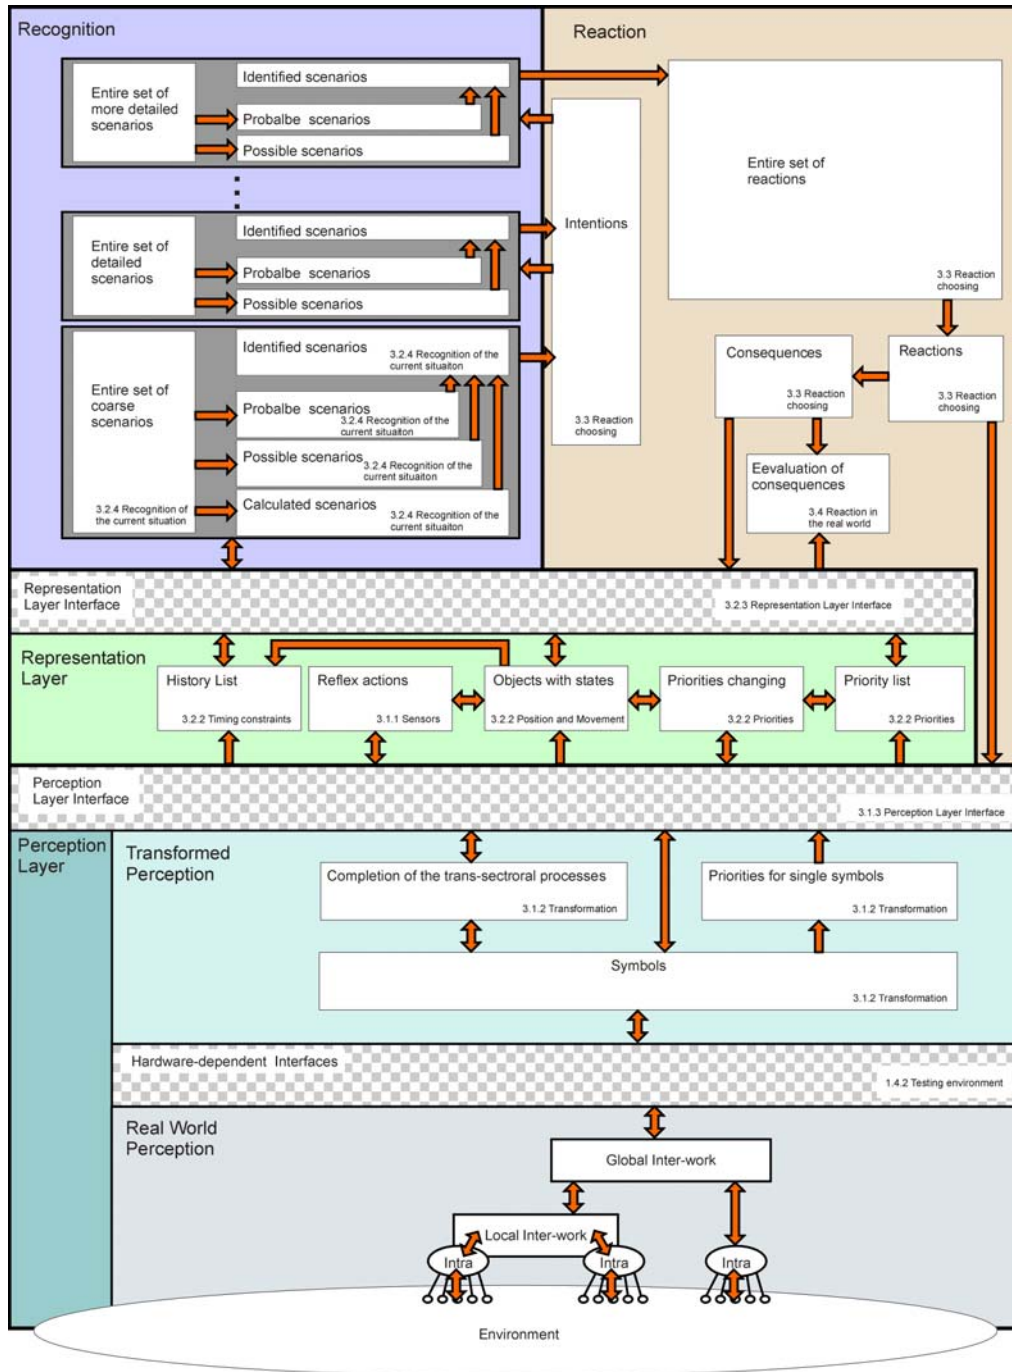 Recognition
Reaction
Entire set of
more detailed
scenarios
Identified scenarios
Probalbe scenarios
Possible scenarios
Entire set of
reactions
3.3 Reaction
choosing
Intentions
3.3 Reaction
choosing
Entire set of
detailed
scenarios
Identified scenarios
Probalbe scenarios
Possible scenarios
Entire set of
coarse
scenarios
3.2.4 Recognition of
the current situation
Identified scenarios
3.2.4 Recognition of the
current situaiton
Probalbe scenarios
3.2.4 Recognition of the
current situaiton
Possible scenarios
3.2.4 Recognition of the
current situaiton
Calculated scenarios
3.2.4 Recognition of the
current situaiton
Consequences
3.3 Reaction
choosing
Reactions
3.3 Reaction
choosing
Eevaluation of
consequences
3.4 Reaction in
the real world
Representation
Layer Interface
3.2.3 Representation Layer Interface
Representation
Layer
History List
3.2.2 Timing constraints
Reflex actions
3.1.1 Sensors
Objects with states
3.2.2 Position and Movement
Priorities changing
3.2.2 Priorities
Priority list
3.2.2 Priorities
Perception
Layer Interface
3.1.3 Perception Layer Interface
Perception
Layer
Transformed
Perception
Completion of the trans-sectroral processes
3.1.2 Transformation
Priorities for single symbols
3.1.2 Transformation
Symbols
3.1.2 Transformation
Hardware-dependent Interfaces
1.4.2 Testing environment
Real World
Perception
Global Inter-work
Local Inter-work
Intra
Intra
Intra
Environment